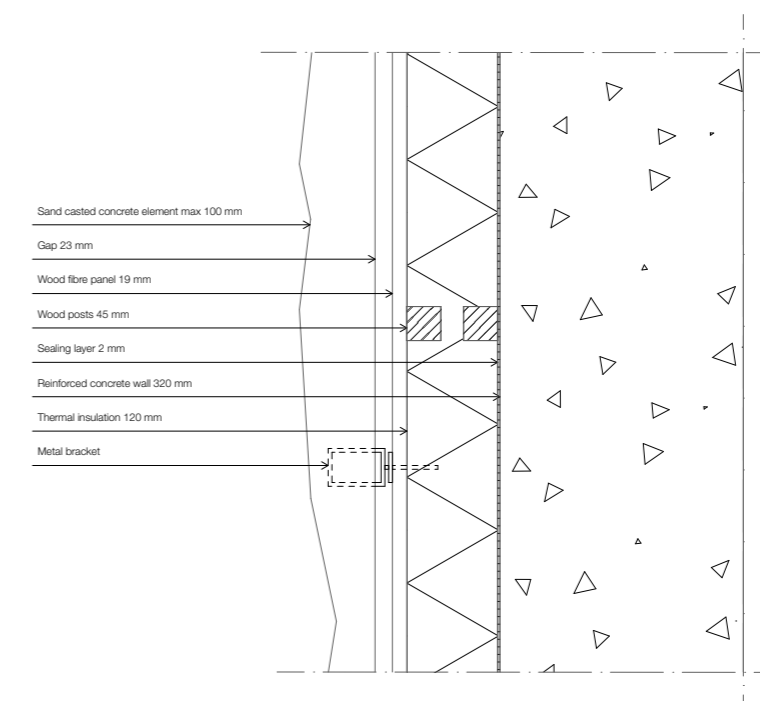 Sand casted concrete element max 100 mm
Gap 23 mm
Wood fibre panel 19 mm
Wood posts 45 mm
Sealing layer 2 mm
Reinforced concrete wall 320 mm
Thermal insulation 120 mm
Metal bracket